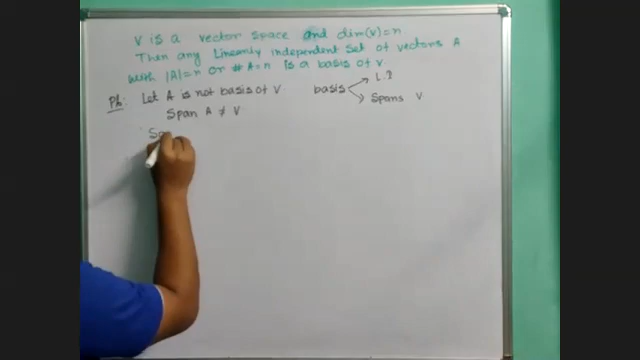 V is a vector space and dim(V)=n
Then any Linearly independent set of vectors A
with |A|=n or # A=n is a basis of V.
Pf: Let A is not basis of V basis L.I
Spans V
Span A ≠ V